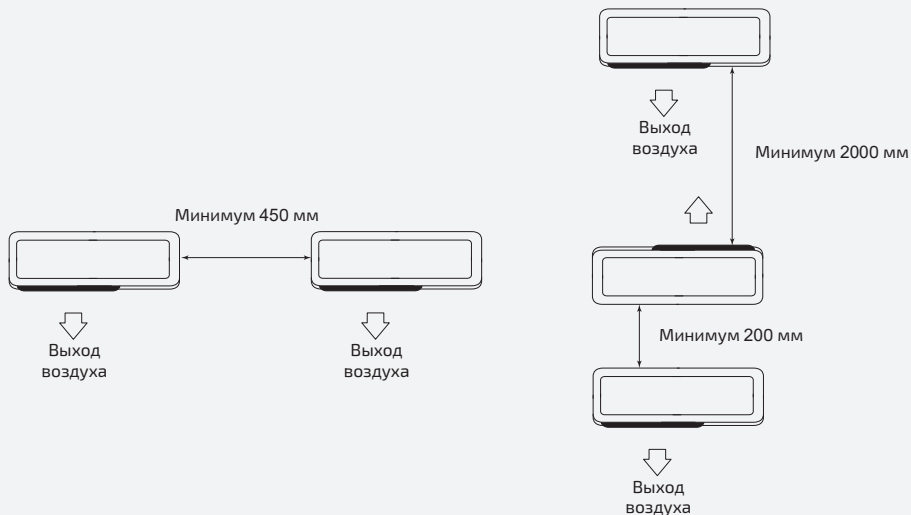 Выход
воздуха
Минимум 2000 мм
Минимум 450 мм
Выход
воздуха
Выход
воздуха
Минимум 200 мм
Выход
воздуха